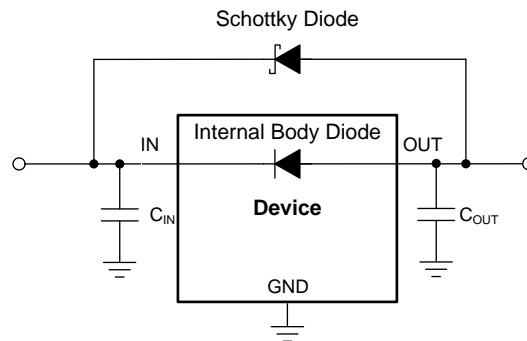 Schottky Diode
Internal Body Diode
IN
OUT
Device
CIN
COUT
GND